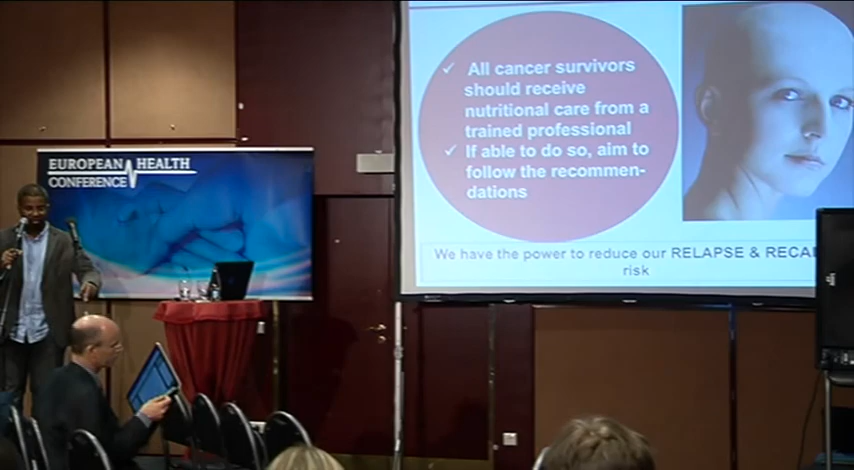 EUROPEAN HEALTH
CONFERENCE
✓ All cancer survivors
should receive
nutritional care from a
trained professional
✓ If able to do so, aim to
follow the recommen-
dations
We have the power to reduce our RELAPSE & RECA
risk